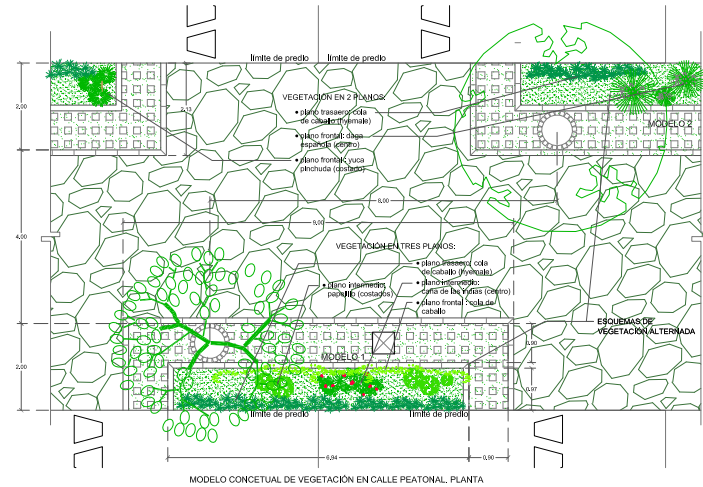 límite de predio
límite de predio
VEGETACIÓN EN 2 PLANOS:
• plano trasero: cola
de caballo (hyemale)
• plano frontal: daga
española (centro)
• plano frontal: yuca
pinchuda (costado)
2,13
2,00
MODELO 2
8,00
9,00
4,00
VEGETACIÓN EN TRES PLANOS:
• plano trasero: cola
de caballo (hyemale)
• plano intermedio:
caña de las indias (centro)
• plano frontal : cola de
caballo
• plano intermedio:
papelillo (costados)
ESQUEMAS DE
VEGETACIÓN ALTERNADA
MODELO 1
0,90
2,00
0,97
límite de predio
límite de predio
6,94
0,90
MODELO CONCETUAL DE VEGETACIÓN EN CALLE PEATONAL. PLANTA